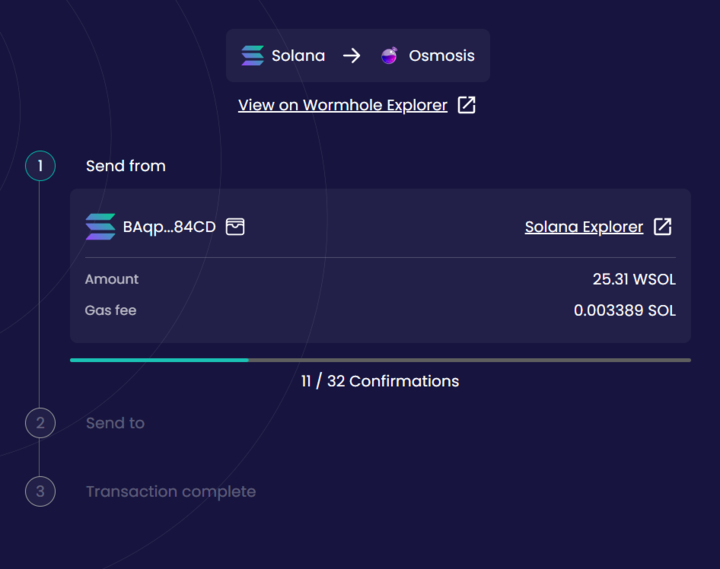 Solana → Osmosis
View on Wormhole Explorer
1 Send from
BAqp...84CD Solana Explorer
Amount 25.31 WSOL
Gas fee 0.003389 SOL
11 / 32 Confirmations
2 Send to
3 Transaction complete